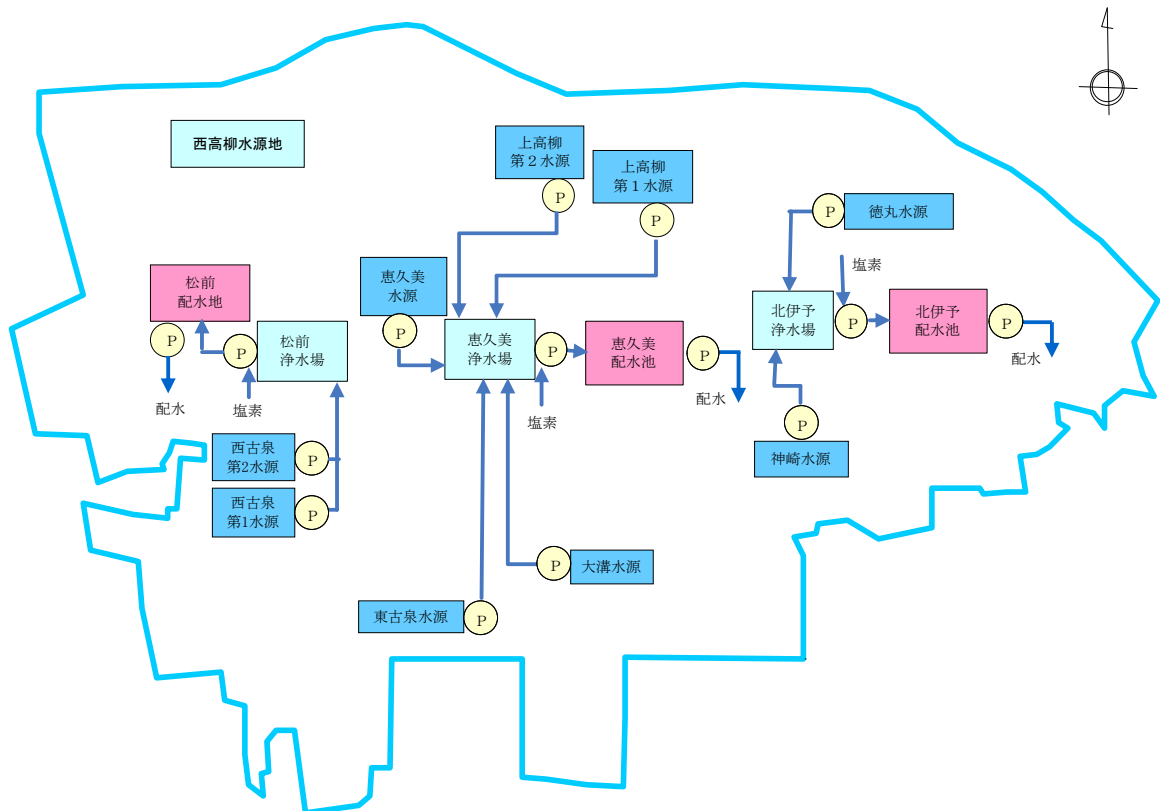 西高柳水源地
上高柳
第２水源
P
上高柳
第１水源
P
徳丸水源
P
塩素
恵久美
水源
P
松前
配水地
P
配水
松前
浄水場
P
塩素
恵久美
浄水場
P
塩素
恵久美
配水池
P
配水
北伊予
浄水場
P
北伊予
配水池
P
配水
神崎水源
P
西古泉
第2水源
P
西古泉
第1水源
P
大溝水源
P
東古泉水源
P